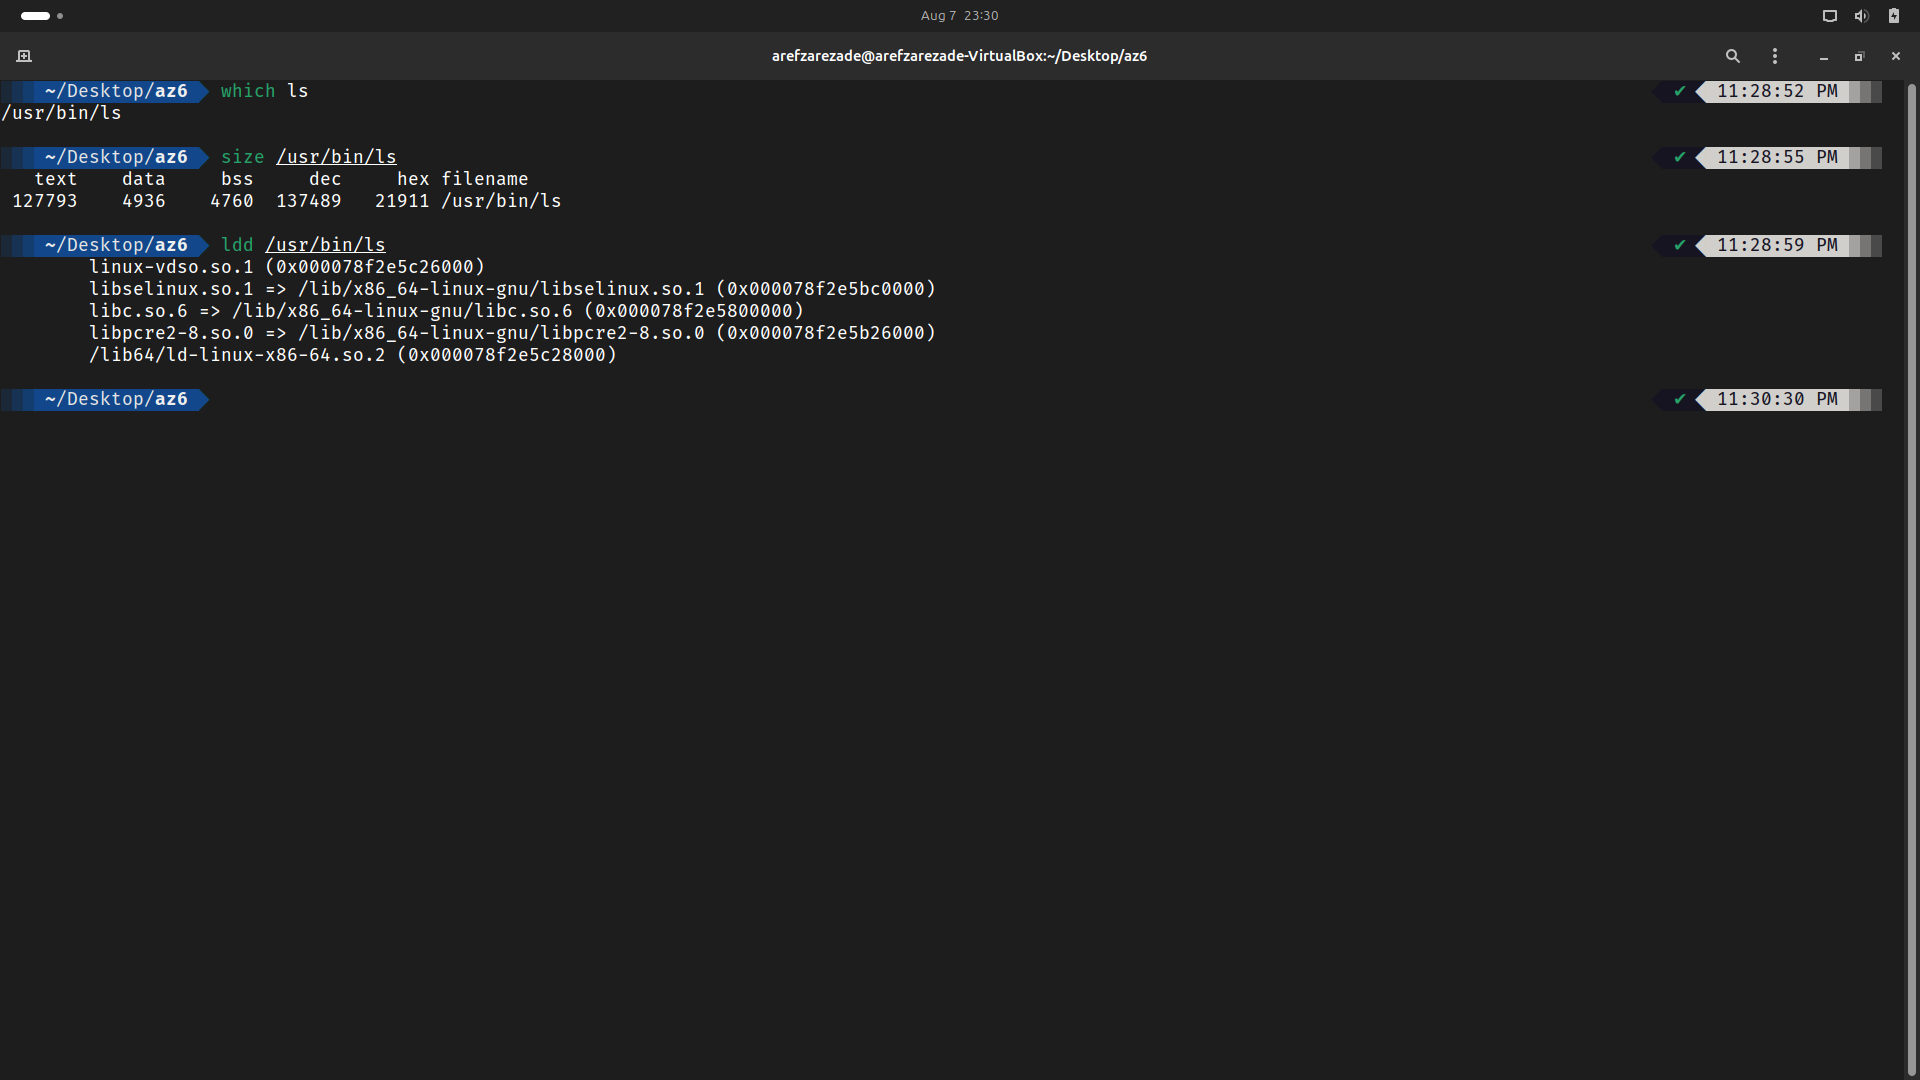 Aug 7 23:30
arefzarezade@arefzarezade-VirtualBox:~/Desktop/az6
~/Desktop/az6 which ls ✔ 11:28:52 PM
/usr/bin/ls
~/Desktop/az6 size /usr/bin/ls ✔ 11:28:55 PM
text data bss dec hex filename
127793 4936 4760 137489 21911 /usr/bin/ls
~/Desktop/az6 ldd /usr/bin/ls ✔ 11:28:59 PM
linux-vdso.so.1 (0x000078f2e5c26000)
libselinux.so.1 => /lib/x86_64-linux-gnu/libselinux.so.1 (0x000078f2e5bc0000)
libc.so.6 => /lib/x86_64-linux-gnu/libc.so.6 (0x000078f2e5800000)
libpcre2-8.so.0 => /lib/x86_64-linux-gnu/libpcre2-8.so.0 (0x000078f2e5b26000)
/lib64/ld-linux-x86-64.so.2 (0x000078f2e5c28000)
~/Desktop/az6 ✔ 11:30:30 PM